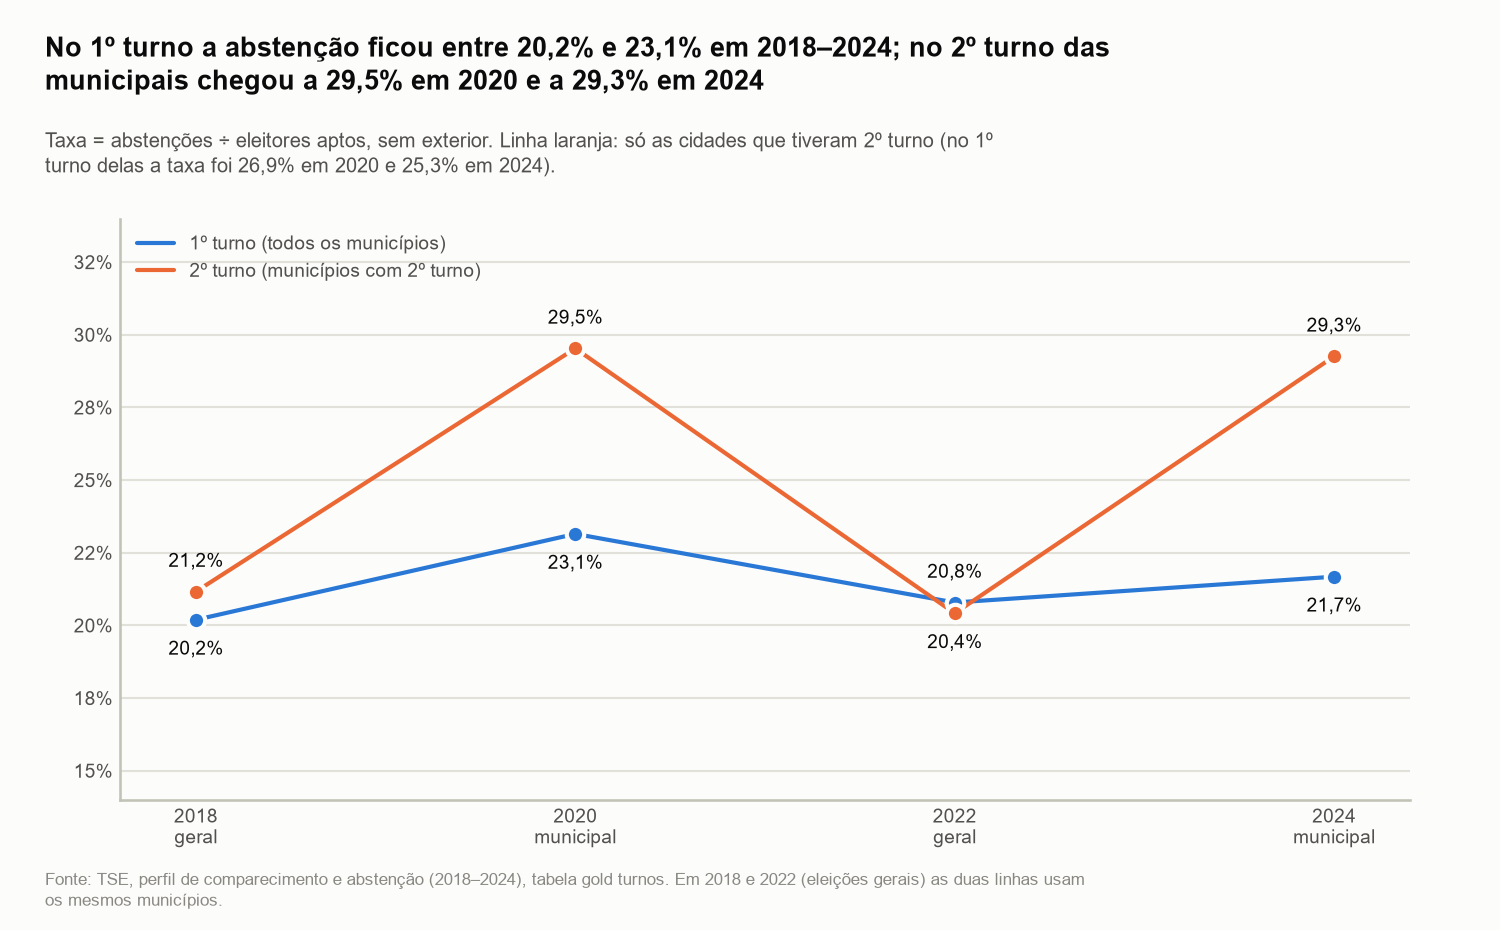 No 1º turno a abstenção ficou entre 20,2% e 23,1% em 2018–2024; no 2º turno das
municipais chegou a 29,5% em 2020 e a 29,3% em 2024
Taxa = abstenções ÷ eleitores aptos, sem exterior. Linha laranja: só as cidades que tiveram 2º turno (no 1º
turno delas a taxa foi 26,9% em 2020 e 25,3% em 2024).
1º turno (todos os municípios)
2º turno (municípios com 2º turno)
32%
30%
28%
25%
22%
20%
18%
15%
29,5%
29,3%
21,2%
23,1%
20,8%
21,7%
20,2%
20,4%
2018
geral
2020
municipal
2022
geral
2024
municipal
Fonte: TSE, perfil de comparecimento e abstenção (2018–2024), tabela gold turnos. Em 2018 e 2022 (eleições gerais) as duas linhas usam
os mesmos municípios.